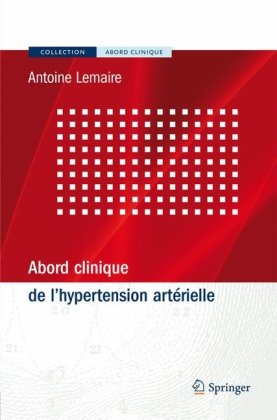 COLLECTION ABORD CLINIQUE
Antoine Lemaire
Abord clinique
de l'hypertension artérielle
Springer